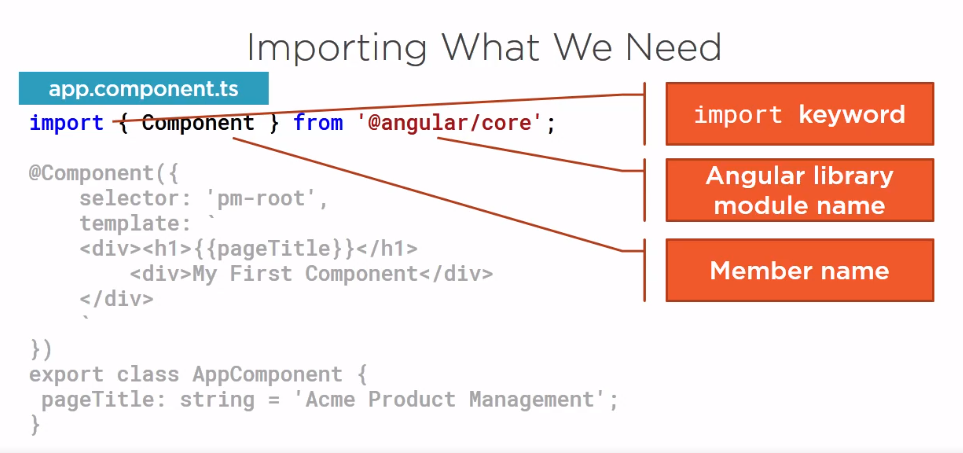 Importing What We Need
app.component.ts
import { Component } from '@angular/core';
@Component({
    selector: 'pm-root',
    template: `
    <div><h1>{{pageTitle}}</h1>
        <div>My First Component</div>
    </div>
    `
})
export class AppComponent {
 pageTitle: string = 'Acme Product Management';
}
import keyword
Angular library
module name
Member name